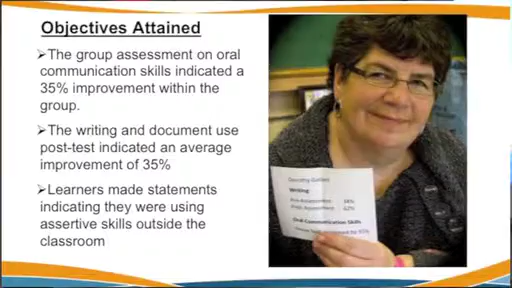 Objectives Attained
➢The group assessment on oral
communication skills indicated a
35% improvement within the
group.
➢The writing and document use
post-test indicated an average
improvement of 35%
➢Learners made statements
indicating they were using
assertive skills outside the
classroom
Writing
Oral Communication Skills